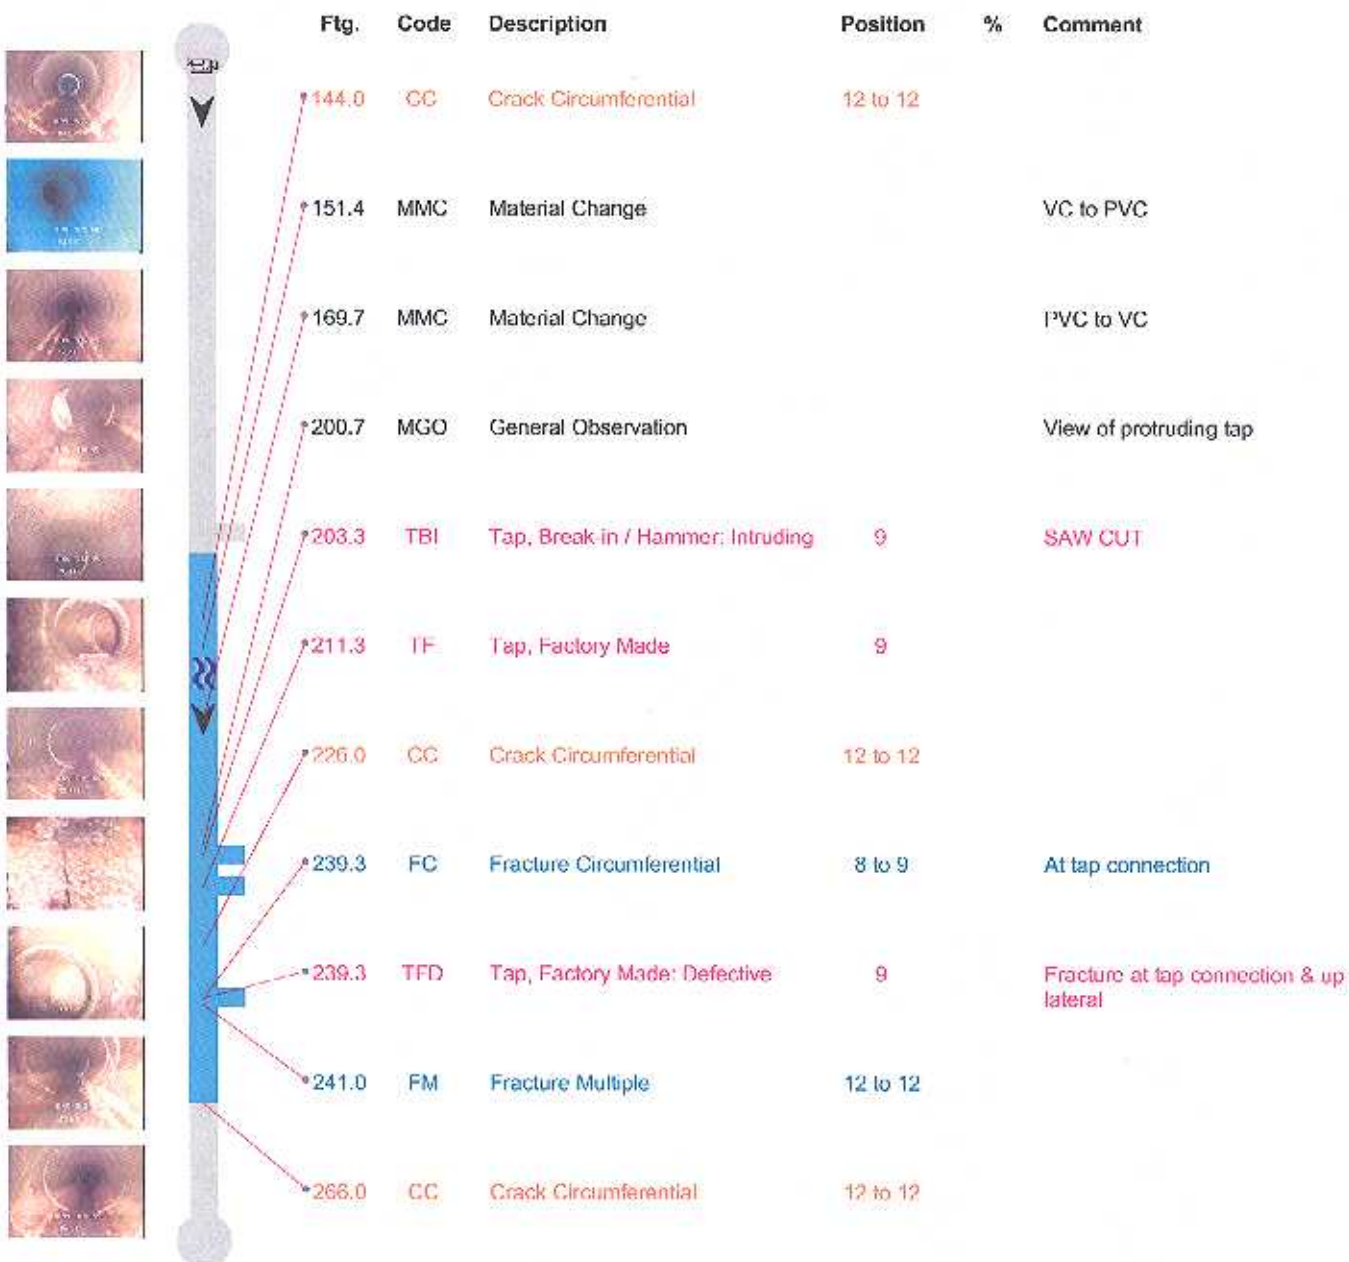 Ftg. Code Description Position % Comment
144.0 CC Crack Circumferential 12 to 12
151.4 MMC Material Change VC to PVC
169.7 MMC Material Change PVC to VC
200.7 MGO General Observation View of protruding tap
203.3 TBI Tap, Break-in / Hammer: Intruding 9 SAW CUT
211.3 TF Tap, Factory Made 9
226.0 CC Crack Circumferential 12 to 12
239.3 FC Fracture Circumferential 8 to 9 At tap connection
239.3 TFD Tap, Factory Made: Defective 9 Fracture at tap connection & up
lateral
241.0 FM Fracture Multiple 12 to 12
266.0 CC Crack Circumferential 12 to 12